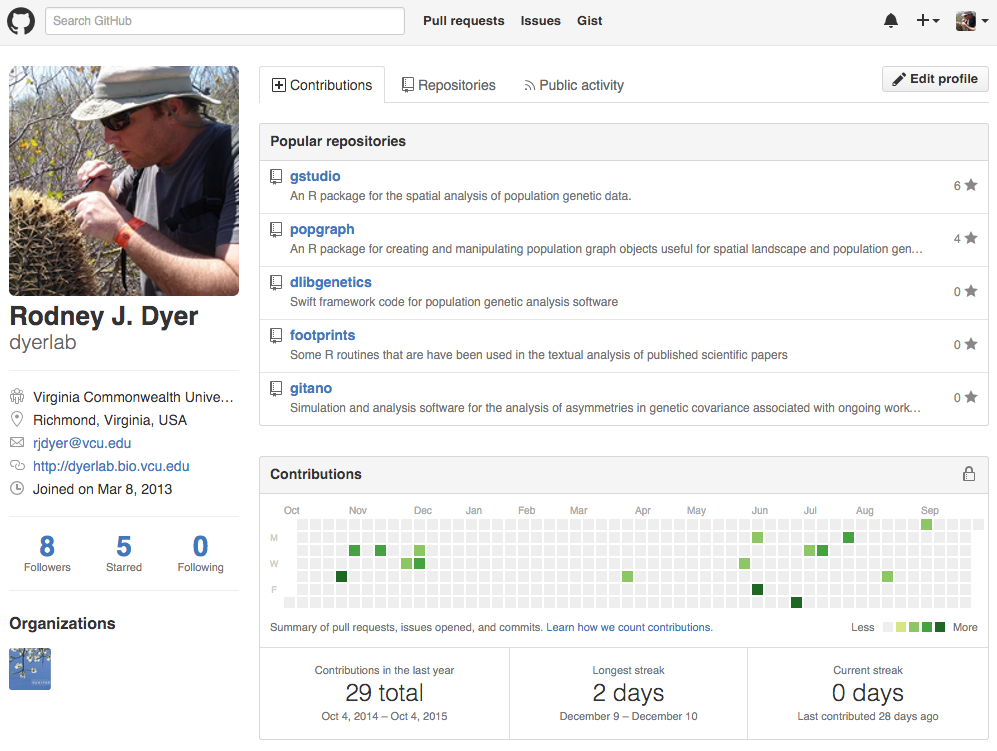 Search GitHub
Pull requests
Issues
Gist
Contributions
Repositories
Public activity
Edit profile
Rodney J. Dyer
dyerlab
Virginia Commonwealth Unive…
Richmond, Virginia, USA
rjdyer@vcu.edu
http://dyerlab.bio.vcu.edu
Joined on Mar 8, 2013
8
Followers
5
Starred
0
Following
Organizations
Popular repositories
gstudio
An R package for the spatial analysis of population genetic data.
6
popgraph
An R package for creating and manipulating population graph objects useful for spatial landscape and population gen…
4
dlibgenetics
Swift framework code for population genetic analysis software
0
footprints
Some R routines that are have been used in the textual analysis of published scientific papers
0
gitano
Simulation and analysis software for the analysis of asymmetries in genetic covariance associated with ongoing work…
0
Contributions
Oct Nov Dec Jan Feb Mar Apr May Jun Jul Aug Sep
M
W
F
Summary of pull requests, issues opened, and commits. Learn how we count contributions.
Less More
Contributions in the last year
29 total
Oct 4, 2014 – Oct 4, 2015
Longest streak
2 days
December 9 – December 10
Current streak
0 days
Last contributed 28 days ago